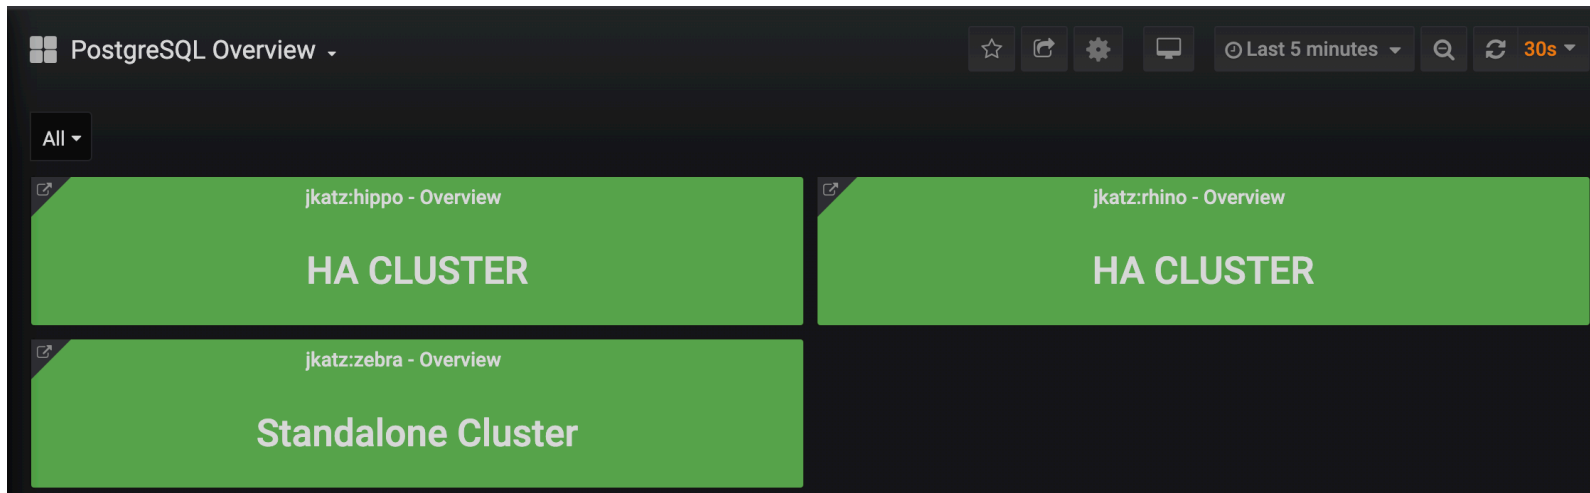 PostgreSQL Overview
Last 5 minutes
30s
All
jkatz:hippo - Overview
HA CLUSTER
jkatz:rhino - Overview
HA CLUSTER
jkatz:zebra - Overview
Standalone Cluster